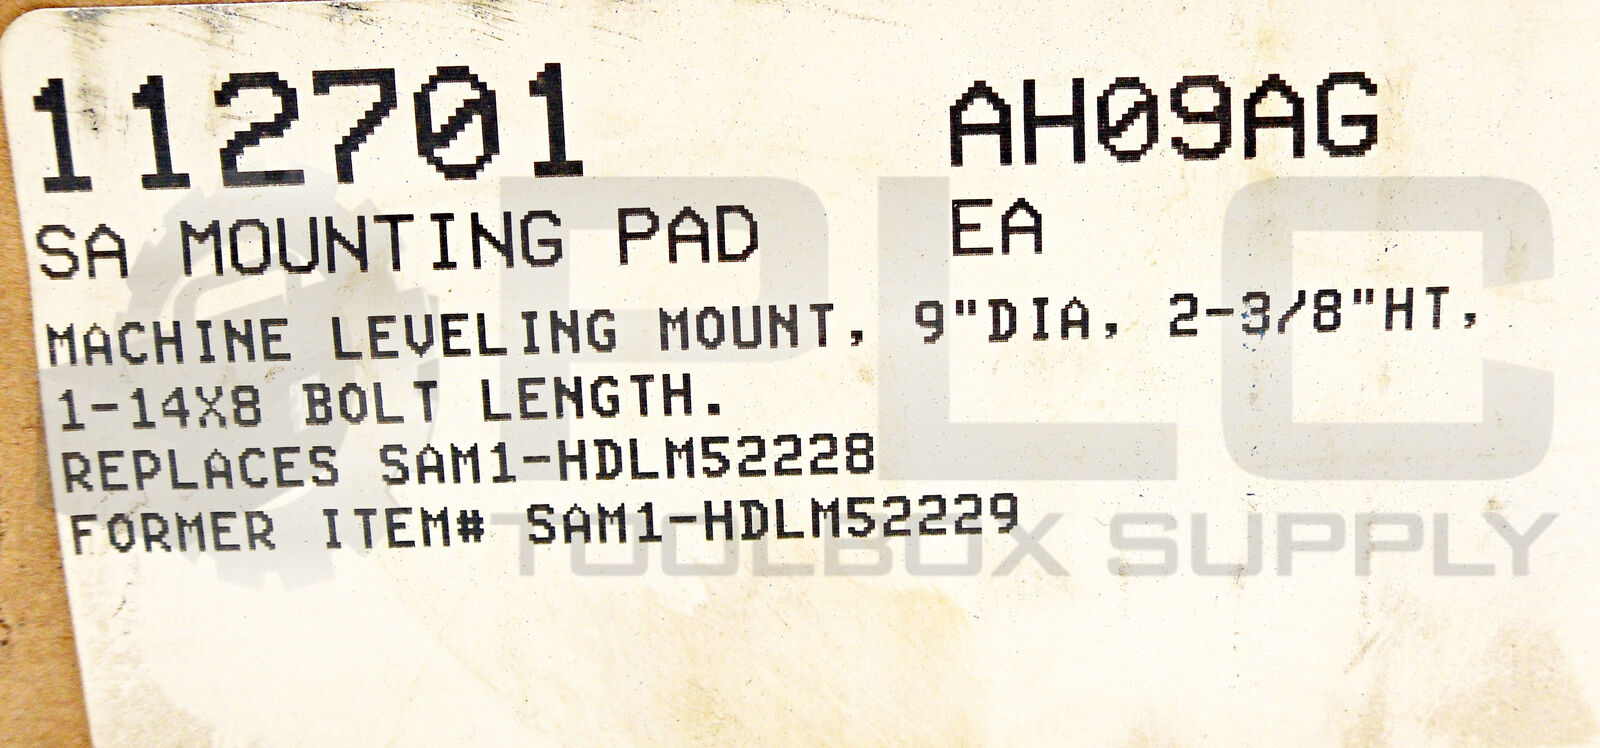 112701 AH09AG
SA MOUNTING PAD EA
MACHINE LEVELING MOUNT, 9"DIA, 2-3/8"HT,
1-14X8 BOLT LENGTH.
REPLACES SAM1-HDLM52228
FORMER ITEM# SAM1-HDLM52229
PLC
TOOLBOX SUPPLY